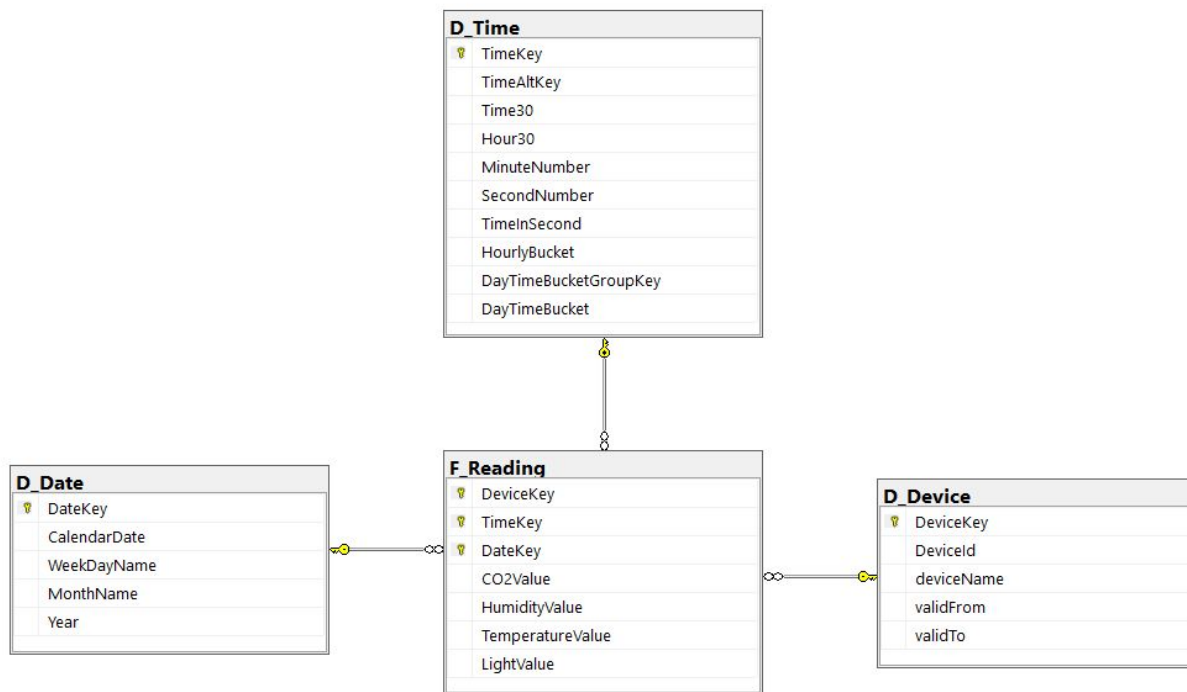 D_Time
TimeKey
TimeAltKey
Time30
Hour30
MinuteNumber
SecondNumber
TimeInSecond
HourlyBucket
DayTimeBucketGroupKey
DayTimeBucket
D_Date
DateKey
CalendarDate
WeekDayName
MonthName
Year
F_Reading
DeviceKey
TimeKey
DateKey
CO2Value
HumidityValue
TemperatureValue
LightValue
D_Device
DeviceKey
DeviceId
deviceName
validFrom
validTo